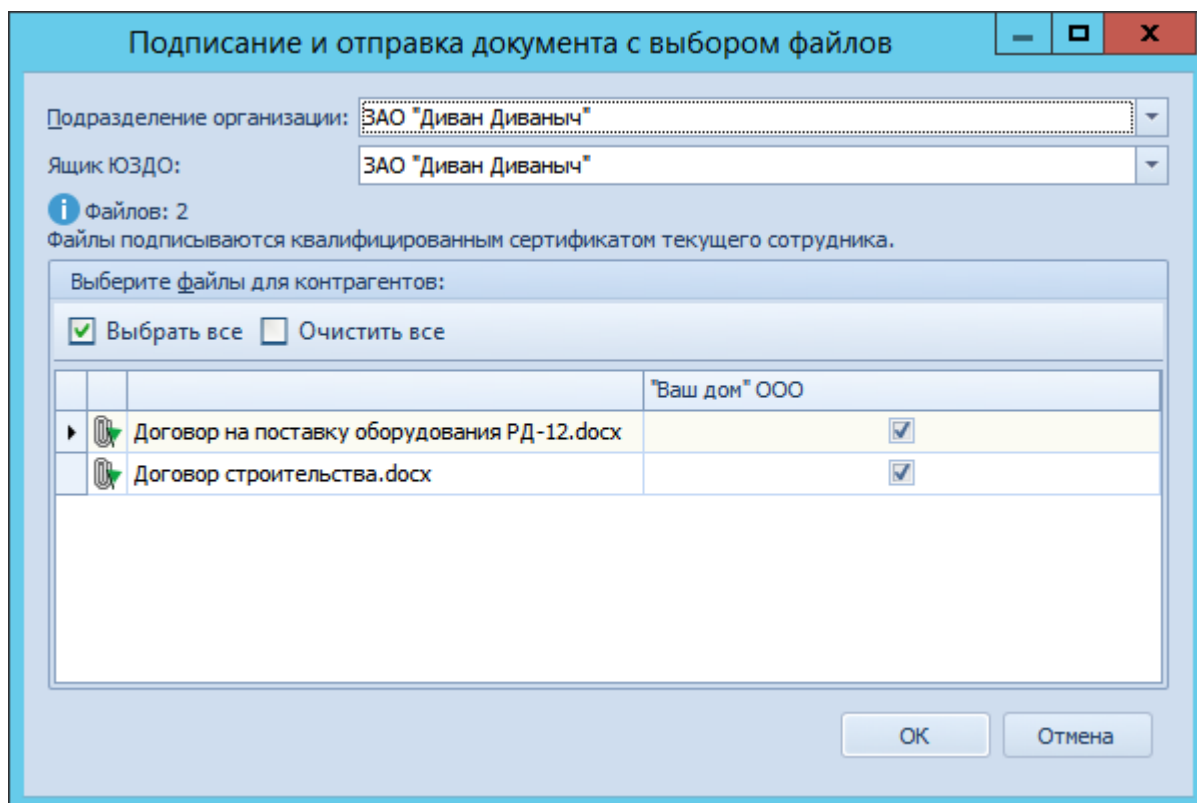 Подписание и отправка документа с выбором файлов
Подразделение организации: ЗАО "Диван Диваныч"
Ящик ЮЗДО: ЗАО "Диван Диваныч"
Файлов: 2
Файлы подписываются квалифицированным сертификатом текущего сотрудника.
Выберите файлы для контрагентов:
Выбрать все Очистить все
"Ваш дом" ООО
Договор на поставку оборудования РД-12.docx
Договор строительства.docx
ОК Отмена